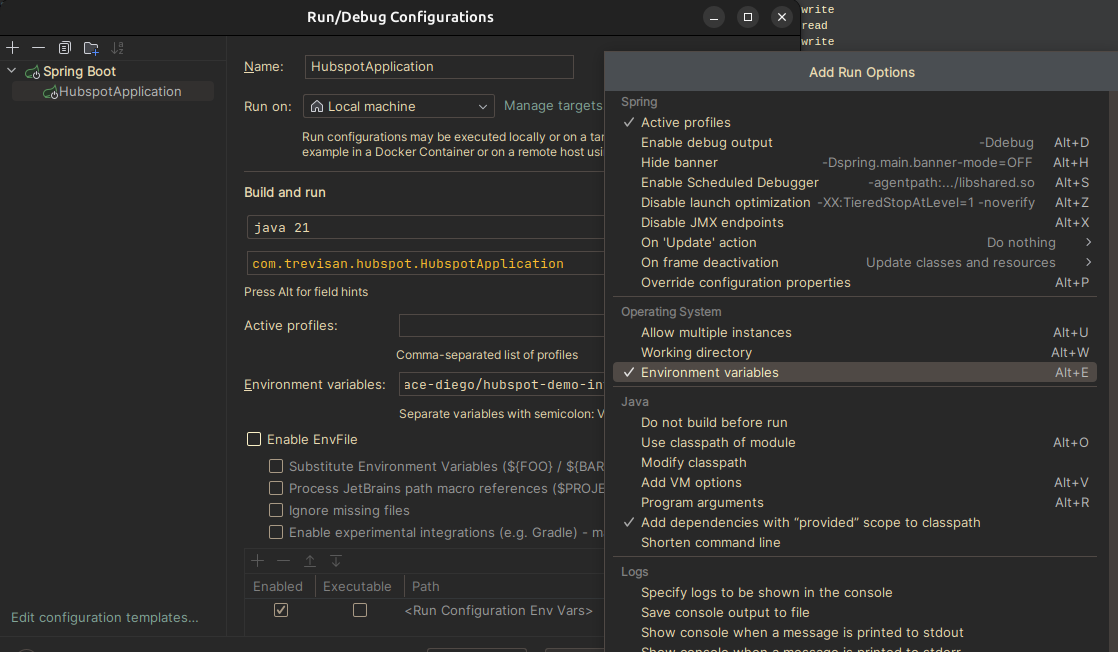 Run/Debug Configurations
write
read
write
Spring Boot
HubspotApplication
Edit configuration templates...
Name:
HubspotApplication
Run on:
Local machine
Manage targets
Run configurations may be executed locally or on a tar
example in a Docker Container or on a remote host usi
Build and run
java 21
com.trevisan.hubspot.HubspotApplication
Press Alt for field hints
Active profiles:
Comma-separated list of profiles
Environment variables:
ace-diego/hubspot-demo-in
Separate variables with semicolon: V
Enable EnvFile
Substitute Environment Variables (${FOO} / ${BAR
Process JetBrains path macro references ($PROJE
Ignore missing files
Enable experimental integrations (e.g. Gradle) - ma
Enabled
Executable
Path
<Run Configuration Env Vars>
Add Run Options
Spring
Active profiles
Enable debug output -Ddebug Alt+D
Hide banner -Dspring.main.banner-mode=OFF Alt+H
Enable Scheduled Debugger -agentpath:.../libshared.so Alt+S
Disable launch optimization -XX:TieredStopAtLevel=1 -noverify Alt+Z
Disable JMX endpoints Alt+X
On 'Update' action Do nothing
On frame deactivation Update classes and resources
Override configuration properties Alt+P
Operating System
Allow multiple instances Alt+U
Working directory Alt+W
Environment variables Alt+E
Java
Do not build before run
Use classpath of module Alt+O
Modify classpath
Add VM options Alt+V
Program arguments Alt+R
Add dependencies with “provided” scope to classpath
Shorten command line
Logs
Specify logs to be shown in the console
Save console output to file
Show console when a message is printed to stdout
Show console when a message is printed to stderr